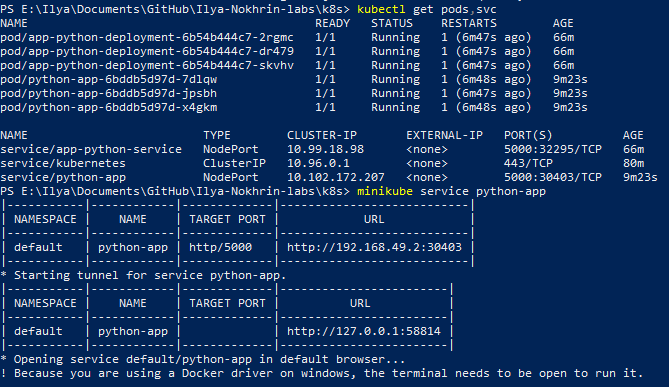 PS E:\Ilya\Documents\GitHub\Ilya-Nokhrin-labs\k8s> kubectl get pods,svc
NAME                                         READY   STATUS    RESTARTS        AGE
pod/app-python-deployment-6b54b444c7-2rgmc   1/1     Running   1 (6m47s ago)   66m
pod/app-python-deployment-6b54b444c7-dr479   1/1     Running   1 (6m47s ago)   66m
pod/app-python-deployment-6b54b444c7-skvhv   1/1     Running   1 (6m47s ago)   66m
pod/python-app-6bddb5d97d-7dlqw              1/1     Running   1 (6m48s ago)   9m23s
pod/python-app-6bddb5d97d-jpsbh              1/1     Running   1 (6m48s ago)   9m23s
pod/python-app-6bddb5d97d-x4gkm              1/1     Running   1 (6m48s ago)   9m23s
NAME                         TYPE        CLUSTER-IP       EXTERNAL-IP   PORT(S)          AGE
service/app-python-service   NodePort    10.99.18.98      <none>        5000:32295/TCP   66m
service/kubernetes           ClusterIP   10.96.0.1        <none>        443/TCP          80m
service/python-app           NodePort    10.102.172.207   <none>        5000:30403/TCP   9m23s
PS E:\Ilya\Documents\GitHub\Ilya-Nokhrin-labs\k8s> minikube service python-app
|-----------|------------|-------------|---------------------------|
| NAMESPACE |    NAME    | TARGET PORT |            URL            |
|-----------|------------|-------------|---------------------------|
| default   | python-app | http/5000   | http://192.168.49.2:30403 |
|-----------|------------|-------------|---------------------------|
* Starting tunnel for service python-app.
|-----------|------------|-------------|------------------------|
| NAMESPACE |    NAME    | TARGET PORT |          URL           |
|-----------|------------|-------------|------------------------|
| default   | python-app |             | http://127.0.0.1:58814 |
|-----------|------------|-------------|------------------------|
* Opening service default/python-app in default browser...
! Because you are using a Docker driver on windows, the terminal needs to be open to run it.